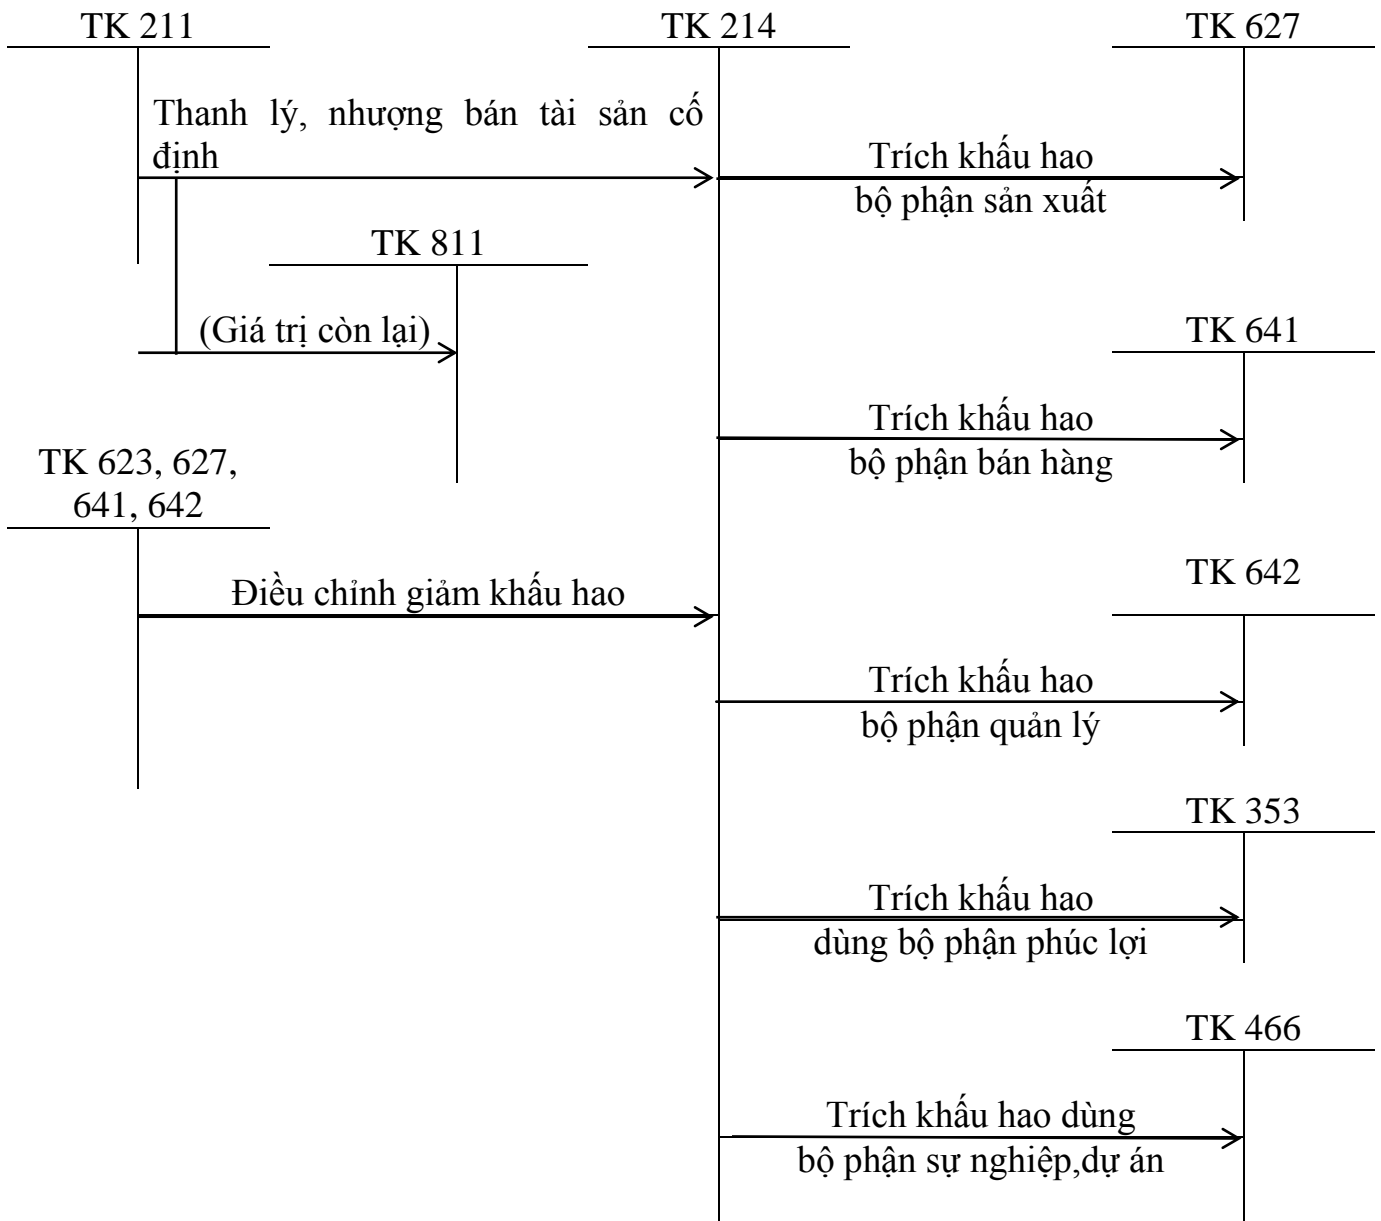 TK 211
TK 214
TK 627
Thanh lý, nhượng bán tài sản cố
định
Trích khấu hao
bộ phận sản xuất
TK 811
(Giá trị còn lại)
TK 641
Trích khấu hao
bộ phận bán hàng
TK 623, 627,
641, 642
Điều chỉnh giảm khấu hao
TK 642
Trích khấu hao
bộ phận quản lý
TK 353
Trích khấu hao
dùng bộ phận phúc lợi
TK 466
Trích khấu hao dùng
bộ phận sự nghiệp,dự án